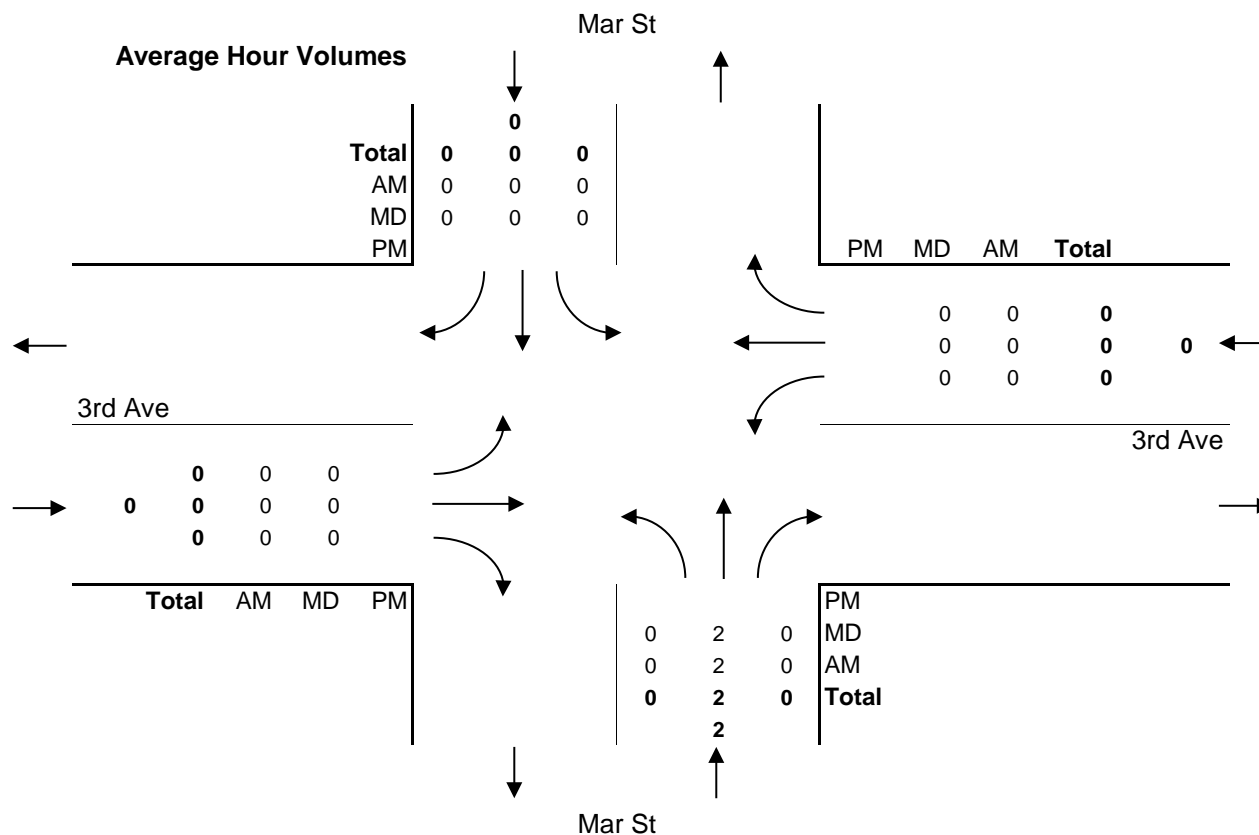 Mar St
Average Hour Volumes
0
Total 0 0 0
AM 0 0 0
MD 0 0 0
PM
PM MD AM Total
0 0 0
0 0 0 0
0 0 0
3rd Ave
3rd Ave
0 0 0
0 0 0 0
0 0 0
Total AM MD PM
PM
0 2 0 MD
0 2 0 AM
0 2 0 Total
2
Mar St